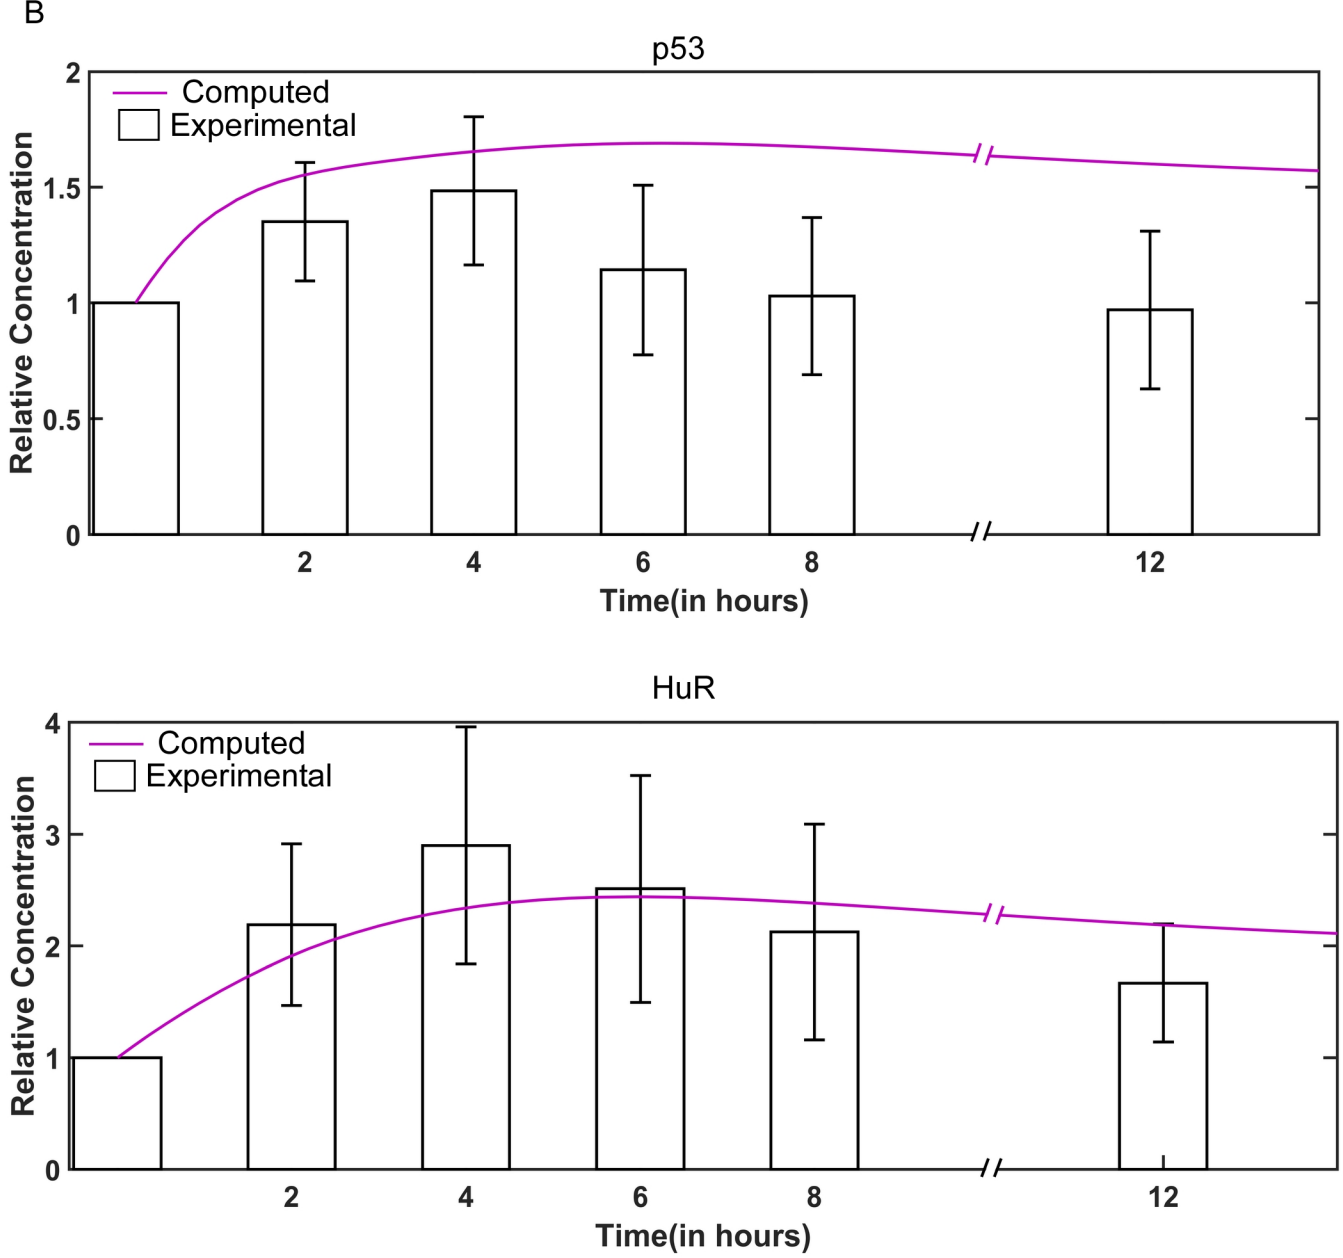 B
p53
2
1.5
1
0.5
0
Computed
Experimental
Relative Concentration
2 4 6 8 12
Time(in hours)
HuR
4
3
2
1
0
Computed
Experimental
Relative Concentration
2 4 6 8 12
Time(in hours)